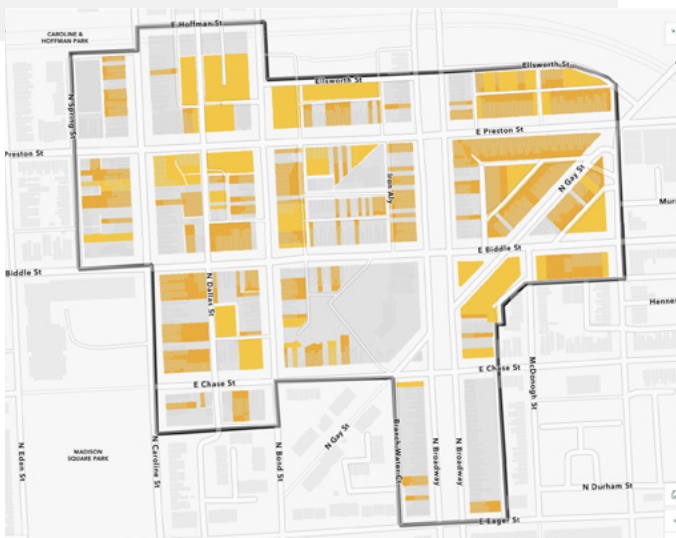 E Hoffman St
CAROLINE &
HOFFMAN PARK
Ellsworth St
Ellsworth St
N Spring St
E Preston St
Preston St
Iron Aly
N Gay St
E Biddle St
Biddle St
N Dallas St
E Chase St
E Chase St
McDonogh St
N Eden St
MADISON
SQUARE PARK
N Caroline St
N Bond St
N Gay St
Branch Water Ct
N Broadway
N Broadway
N Durham St
E Eager St